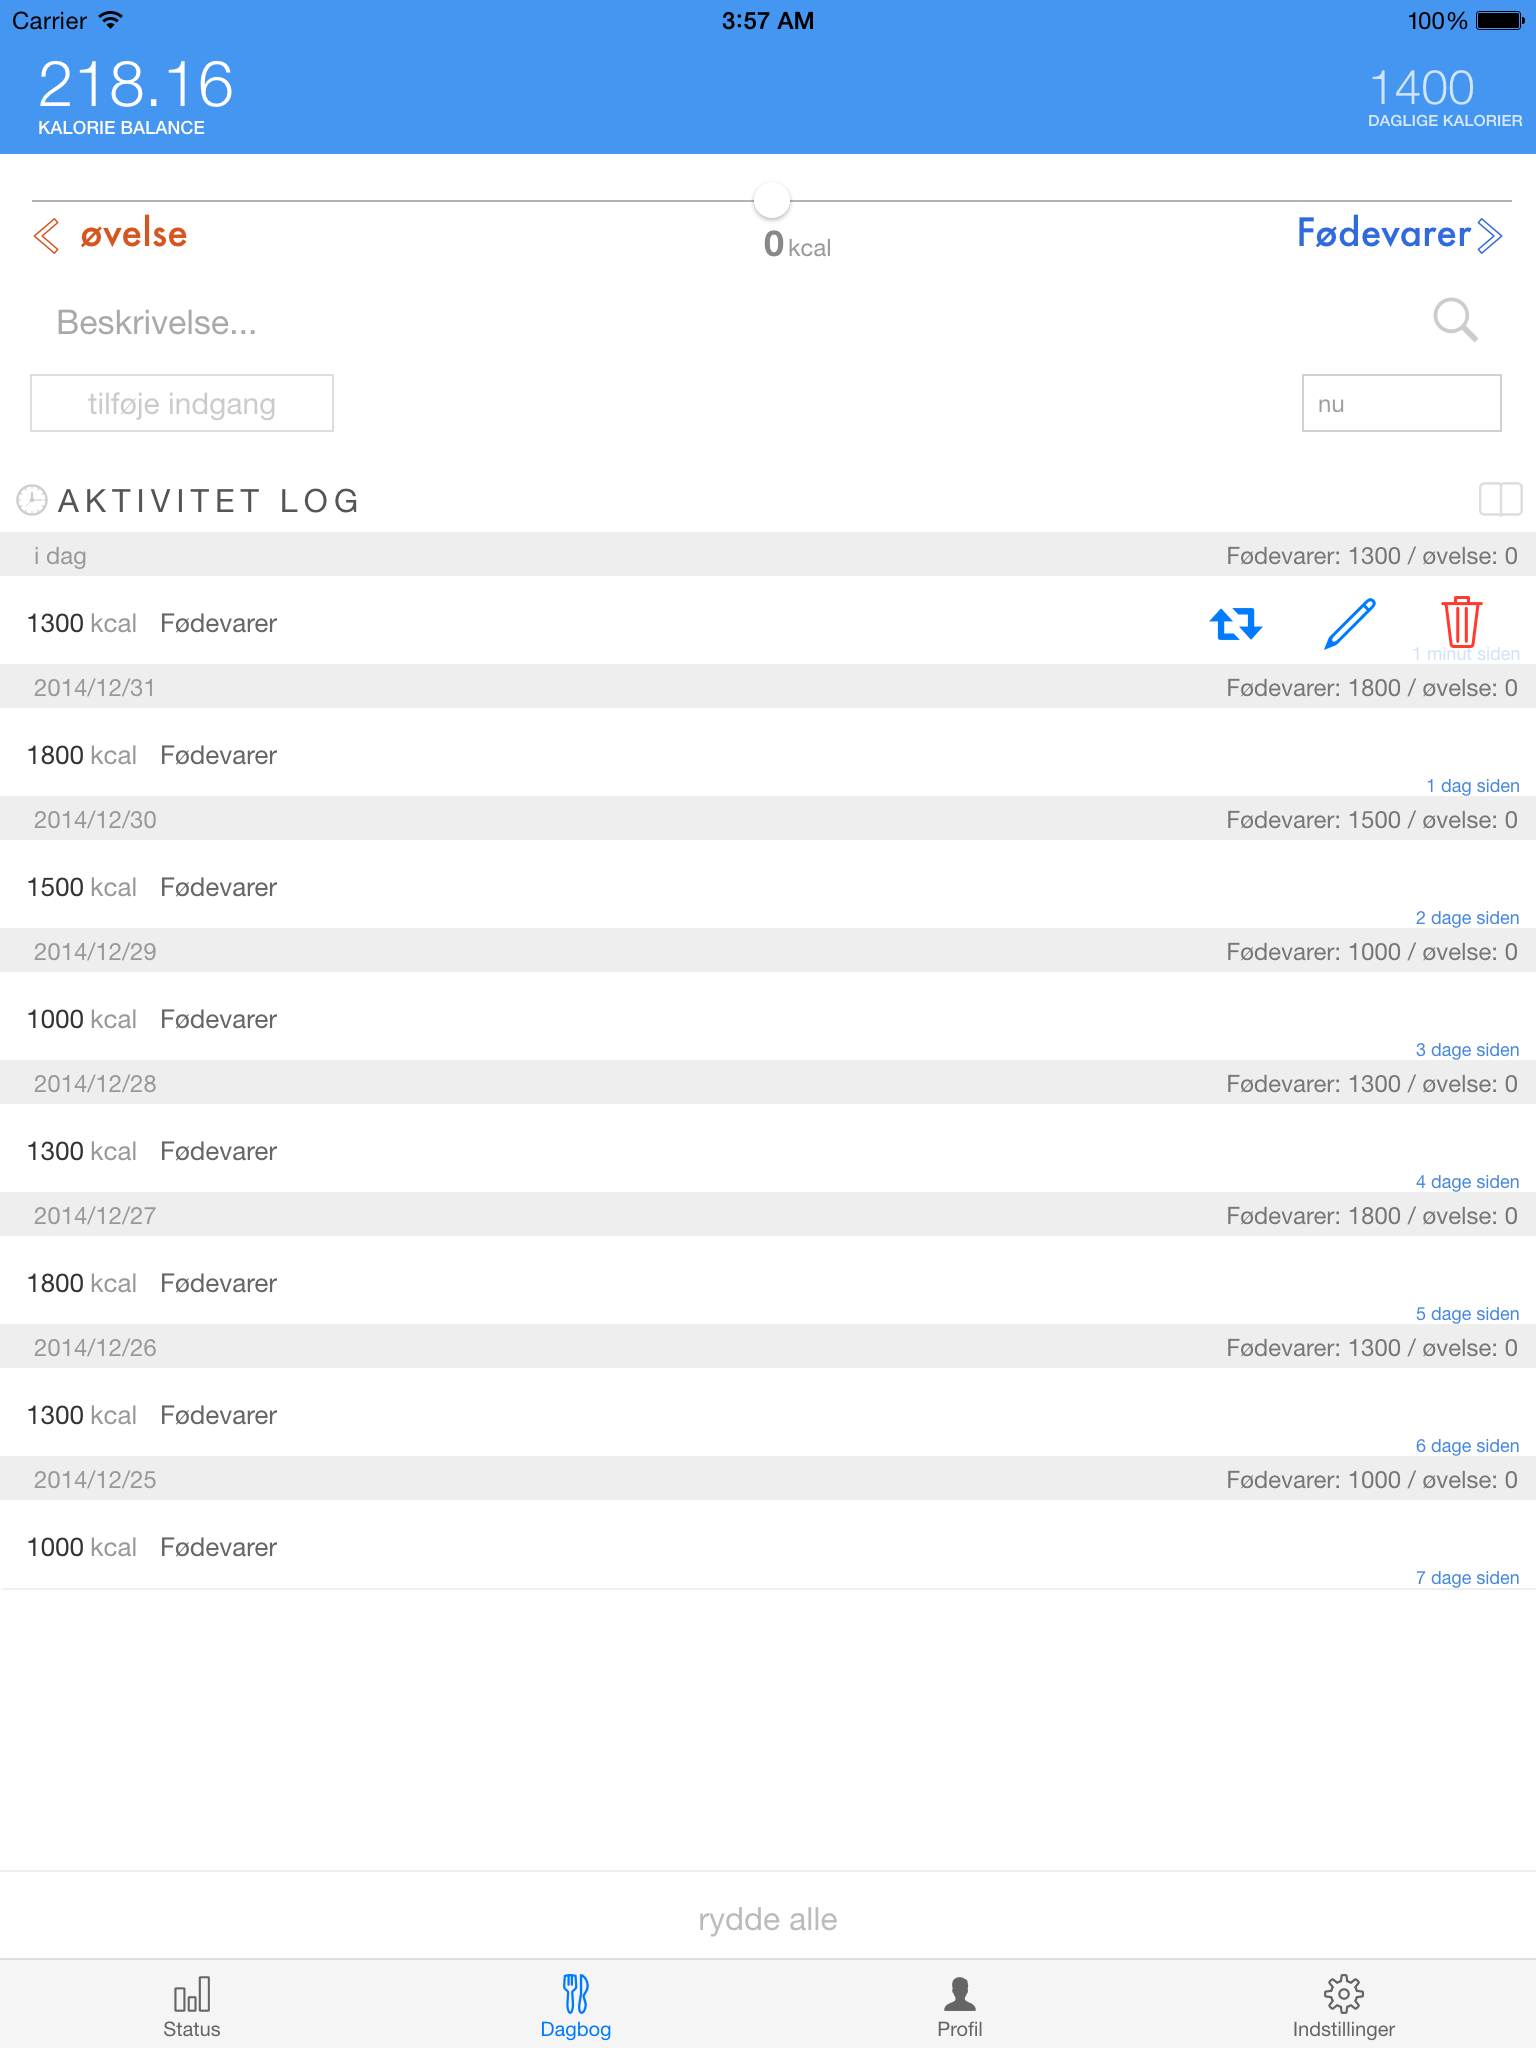 Carrier 3:57 AM 100%
218.16 1400
KALORIE BALANCE DAGLIGE KALORIER
øvelse Fødevarer
0 kcal
Beskrivelse...
tilføje indgang nu
AKTIVITET LOG
i dag Fødevarer: 1300 / øvelse: 0
1300 kcal Fødevarer
1 minut siden
2014/12/31 Fødevarer: 1800 / øvelse: 0
1800 kcal Fødevarer
1 dag siden
2014/12/30 Fødevarer: 1500 / øvelse: 0
1500 kcal Fødevarer
2 dage siden
2014/12/29 Fødevarer: 1000 / øvelse: 0
1000 kcal Fødevarer
3 dage siden
2014/12/28 Fødevarer: 1300 / øvelse: 0
1300 kcal Fødevarer
4 dage siden
2014/12/27 Fødevarer: 1800 / øvelse: 0
1800 kcal Fødevarer
5 dage siden
2014/12/26 Fødevarer: 1300 / øvelse: 0
1300 kcal Fødevarer
6 dage siden
2014/12/25 Fødevarer: 1000 / øvelse: 0
1000 kcal Fødevarer
7 dage siden
rydde alle
Status Dagbog Profil Indstillinger